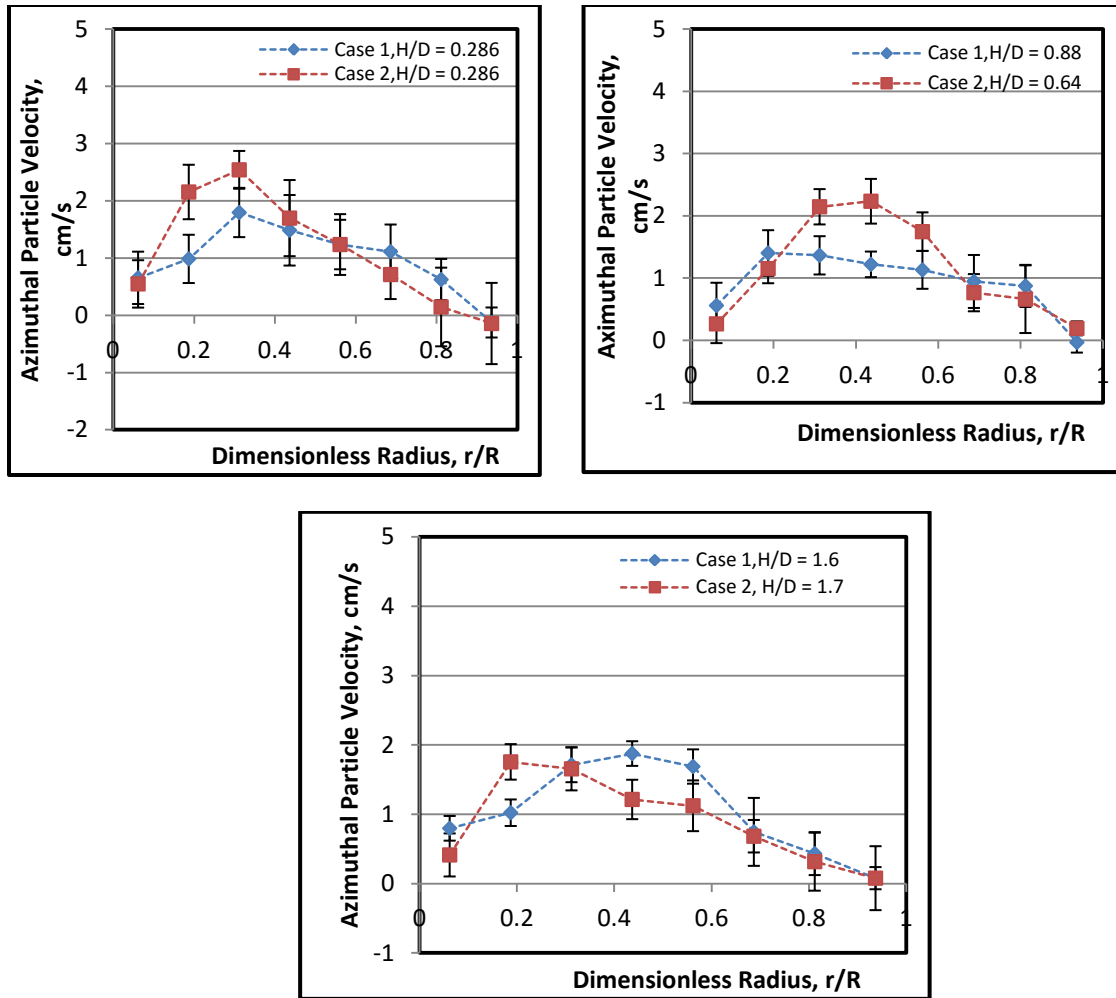 Azimuthal Particle Velocity,
cm/s
5
4
3
2
1
0
-1
-2
Case 1,H/D = 0.286
Case 2,H/D = 0.286
0
0.2
0.4
0.6
0.8
1
Dimensionless Radius, r/R
Aximuthal Particle Velocity,
cm/s
5
4
3
2
1
0
-1
Case 1,H/D = 0.88
Case 2,H/D = 0.64
0
0.2
0.4
0.6
0.8
1
Dimensionless Radius, r/R
Azimuthal Particle Velocity, cm/s
5
4
3
2
1
0
-1
Case 1,H/D = 1.6
Case 2, H/D = 1.7
0
0.2
0.4
0.6
0.8
1
Dimensionless Radius, r/R